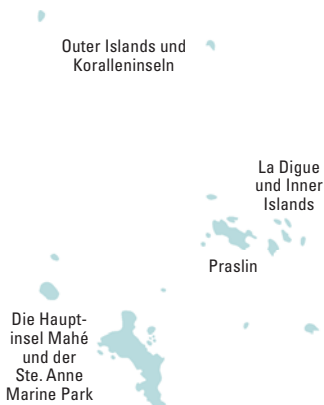 Outer Islands und
Koralleninseln
La Digue
und Inner
Islands
Praslin
Die Haupt-
insel Mahé
und der
Ste. Anne
Marine Park